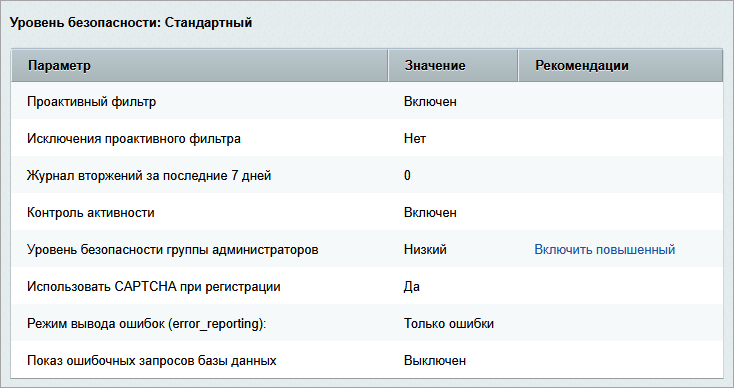 Уровень безопасности: Стандартный
Параметр Значение Рекомендации
Проактивный фильтр Включен
Исключения проактивного фильтра Нет
Журнал вторжений за последние 7 дней 0
Контроль активности Включен
Уровень безопасности группы администраторов Низкий Включить повышенный
Использовать CAPTCHA при регистрации Да
Режим вывода ошибок (error_reporting): Только ошибки
Показ ошибочных запросов базы данных Выключен